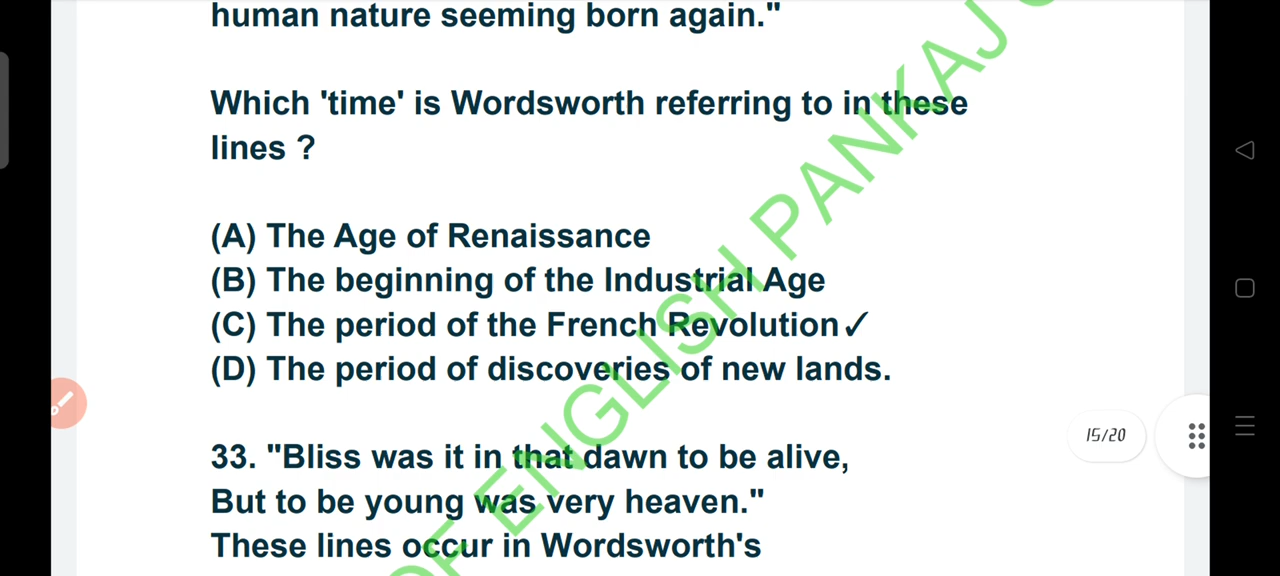 human nature seeming born again."
Which 'time' is Wordsworth referring to in these
lines ?
(A) The Age of Renaissance
(B) The beginning of the Industrial Age
(C) The period of the French Revolution✓
(D) The period of discoveries of new lands.
33. "Bliss was it in that dawn to be alive,
But to be young was very heaven."
These lines occur in Wordsworth's
OF ENGLISH PANKAJ
15/20